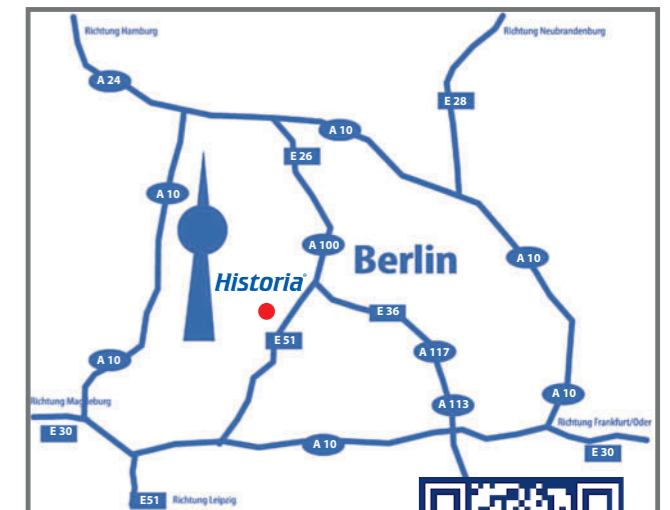 Richtung Hamburg
Richtung Neubrandenburg
A 24
E 28
A 10
E 26
A 10
A 100
Berlin
A 10
Historia®
E 36
E 51
A 117
A 10
A 10
Richtung Magdeburg
A 113
Richtung Frankfurt/Oder
E 30
A 10
E 30
E51
Richtung Leipzig